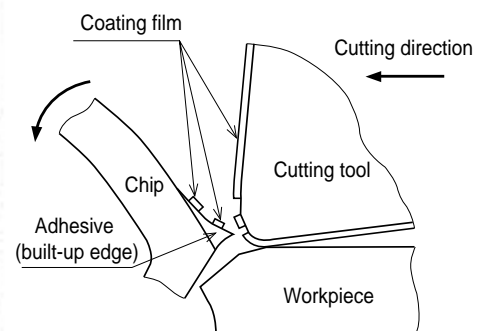 Coating film
Cutting direction
Chip
Cutting tool
Adhesive
(built-up edge)
Workpiece